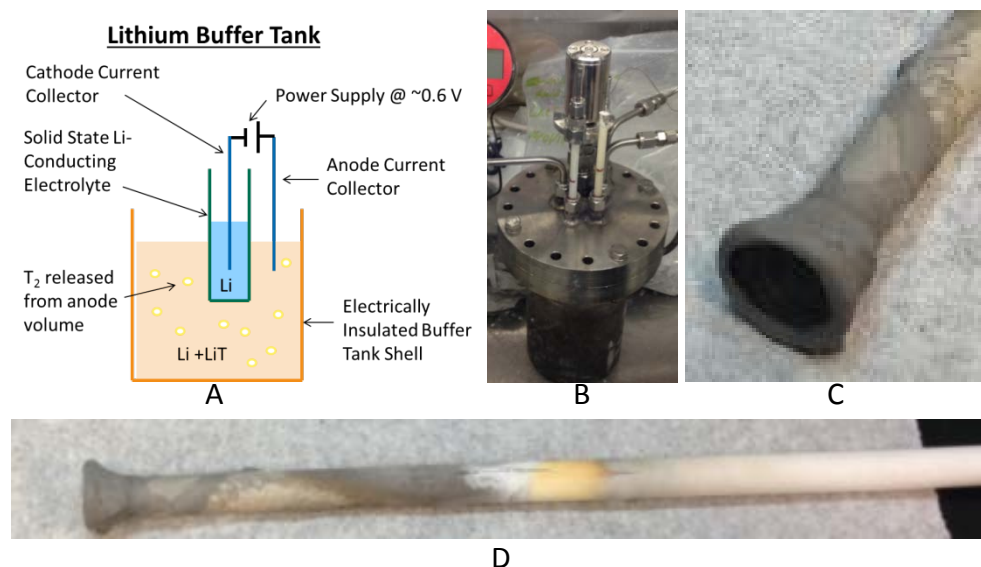 Lithium Buffer Tank
Cathode Current
Collector
Power Supply @ ~0.6 V
Solid State Li-
Conducting
Electrolyte
Anode Current
Collector
T₂ released
from anode
volume
Li
Electrically
Insulated Buffer
Tank Shell
Li +LiT
A
B
C
D